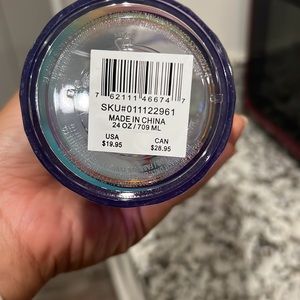 7 62111 46674 7
SKU#011122961
MADE IN CHINA
24 OZ / 709 ML
USA CAN
$19.95 $28.95